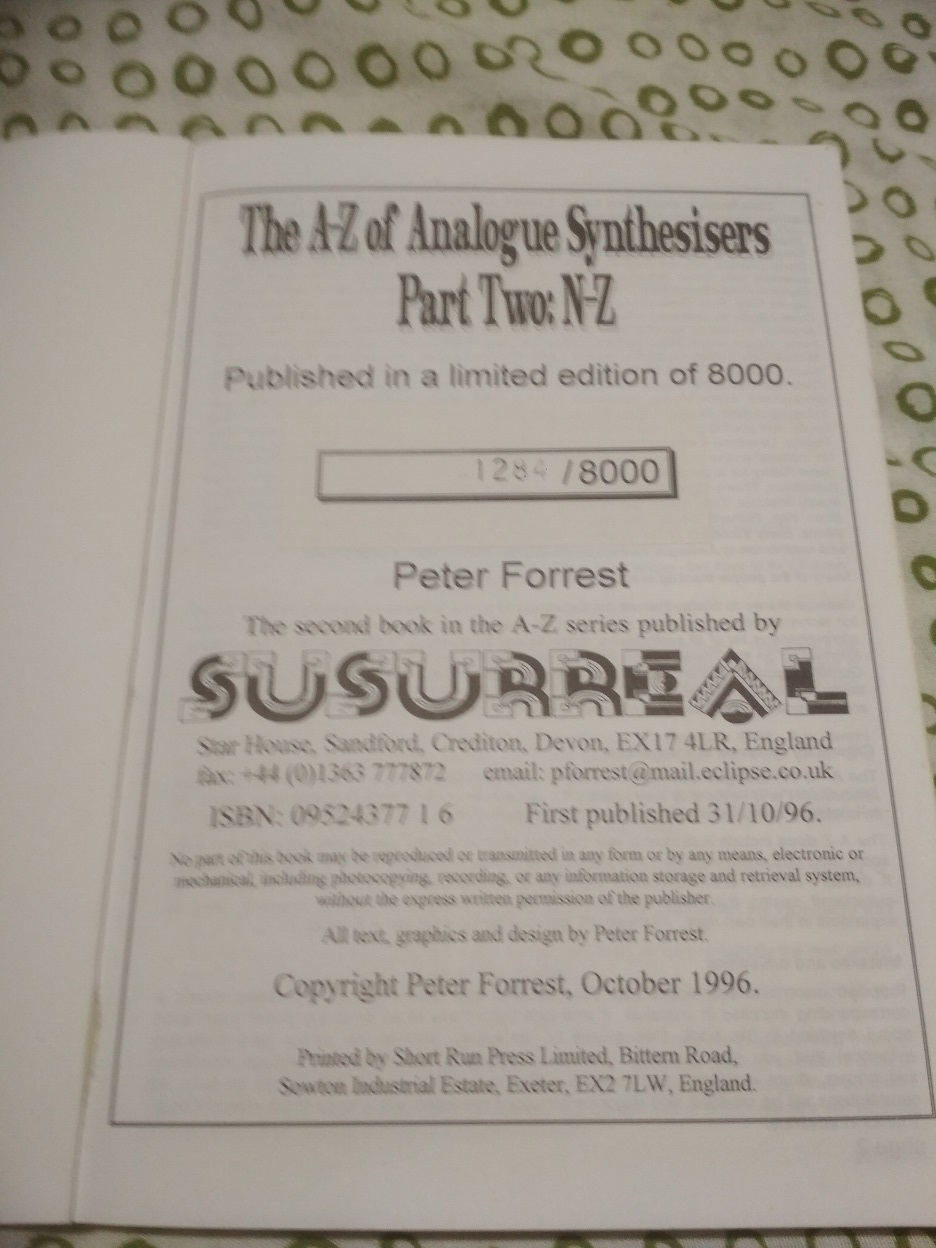 The A-Z of Analogue Synthesisers
Part Two: N-Z
Published in a limited edition of 8000.
1284 /8000
Peter Forrest
The second book in the A-Z series published by
SUSURREAL
Star House, Sandford, Crediton, Devon, EX17 4LR, England
fax: +44 (0)1363 777872 email: pforrest@mail.eclipse.co.uk
ISBN: 09524377 1 6 First published 31/10/96.
No part of this book may be reproduced or transmitted in any form or by any means, electronic or
mechanical, including photocopying, recording, or any information storage and retrieval system,
without the express written permission of the publisher.
All text, graphics and design by Peter Forrest.
Copyright Peter Forrest, October 1996.
Printed by Short Run Press Limited, Bittern Road,
Sowton Industrial Estate, Exeter, EX2 7LW, England.